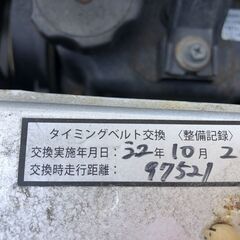 タイミングベルト交換 〈整備記録〉
交換実施年月日: 32年10月2
交換時走行距離: 97521